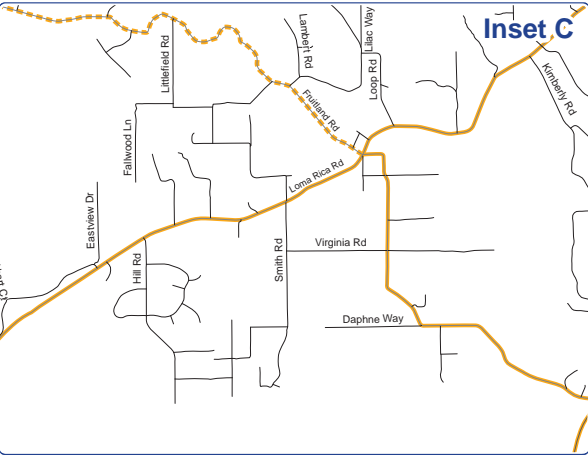 Inset C
Lambert Rd
Lilac Way
Littlefield Rd
Loop Rd
Kimberly Rd
Fruitland Rd
Fallwood Ln
Loma Rica Rd
Eastview Dr
Virginia Rd
Smith Rd
Hill Rd
Daphne Way